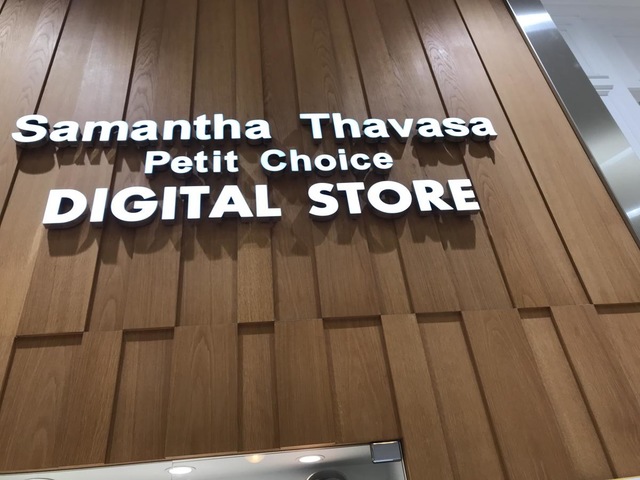 Samantha Thavasa
Petit Choice
DIGITAL STORE